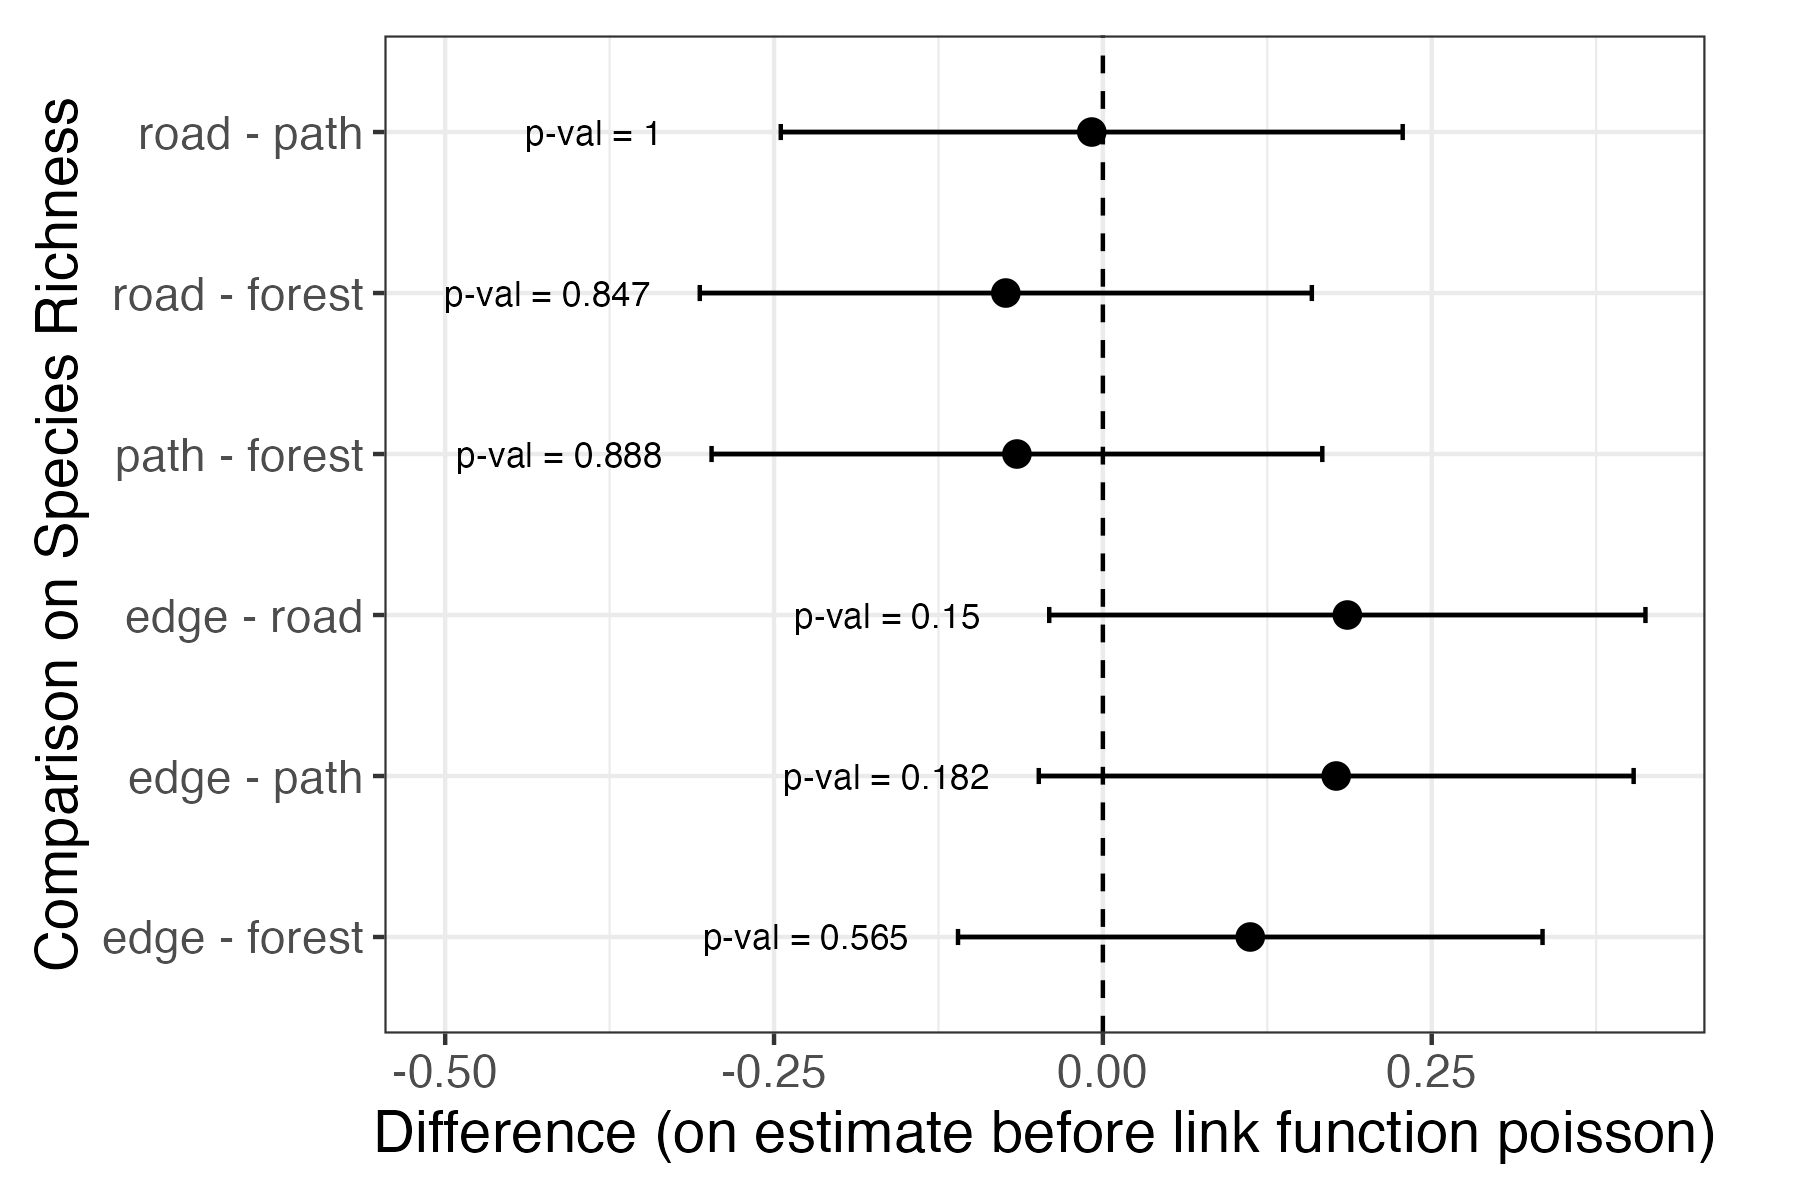 Comparison on Species Richness
road - path
p-val = 1
road - forest
p-val = 0.847
path - forest
p-val = 0.888
edge - road
p-val = 0.15
edge - path
p-val = 0.182
edge - forest
p-val = 0.565
-0.50
-0.25
0.00
0.25
Difference (on estimate before link function poisson)